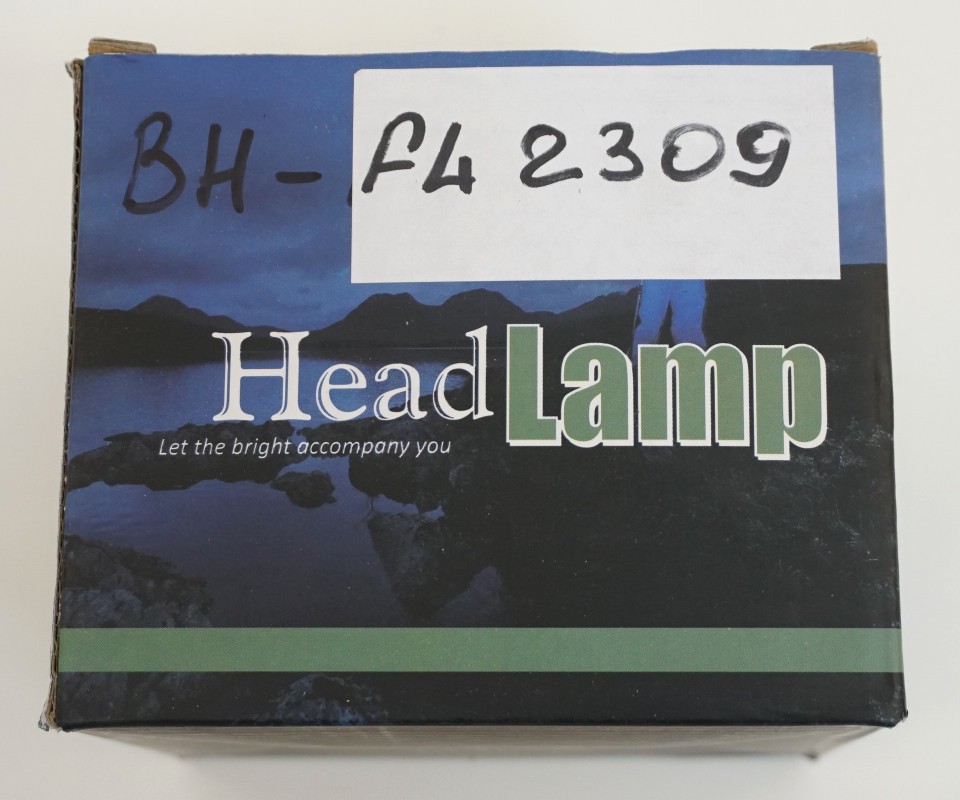 BH - F4 2309
Head Lamp
Let the bright accompany you